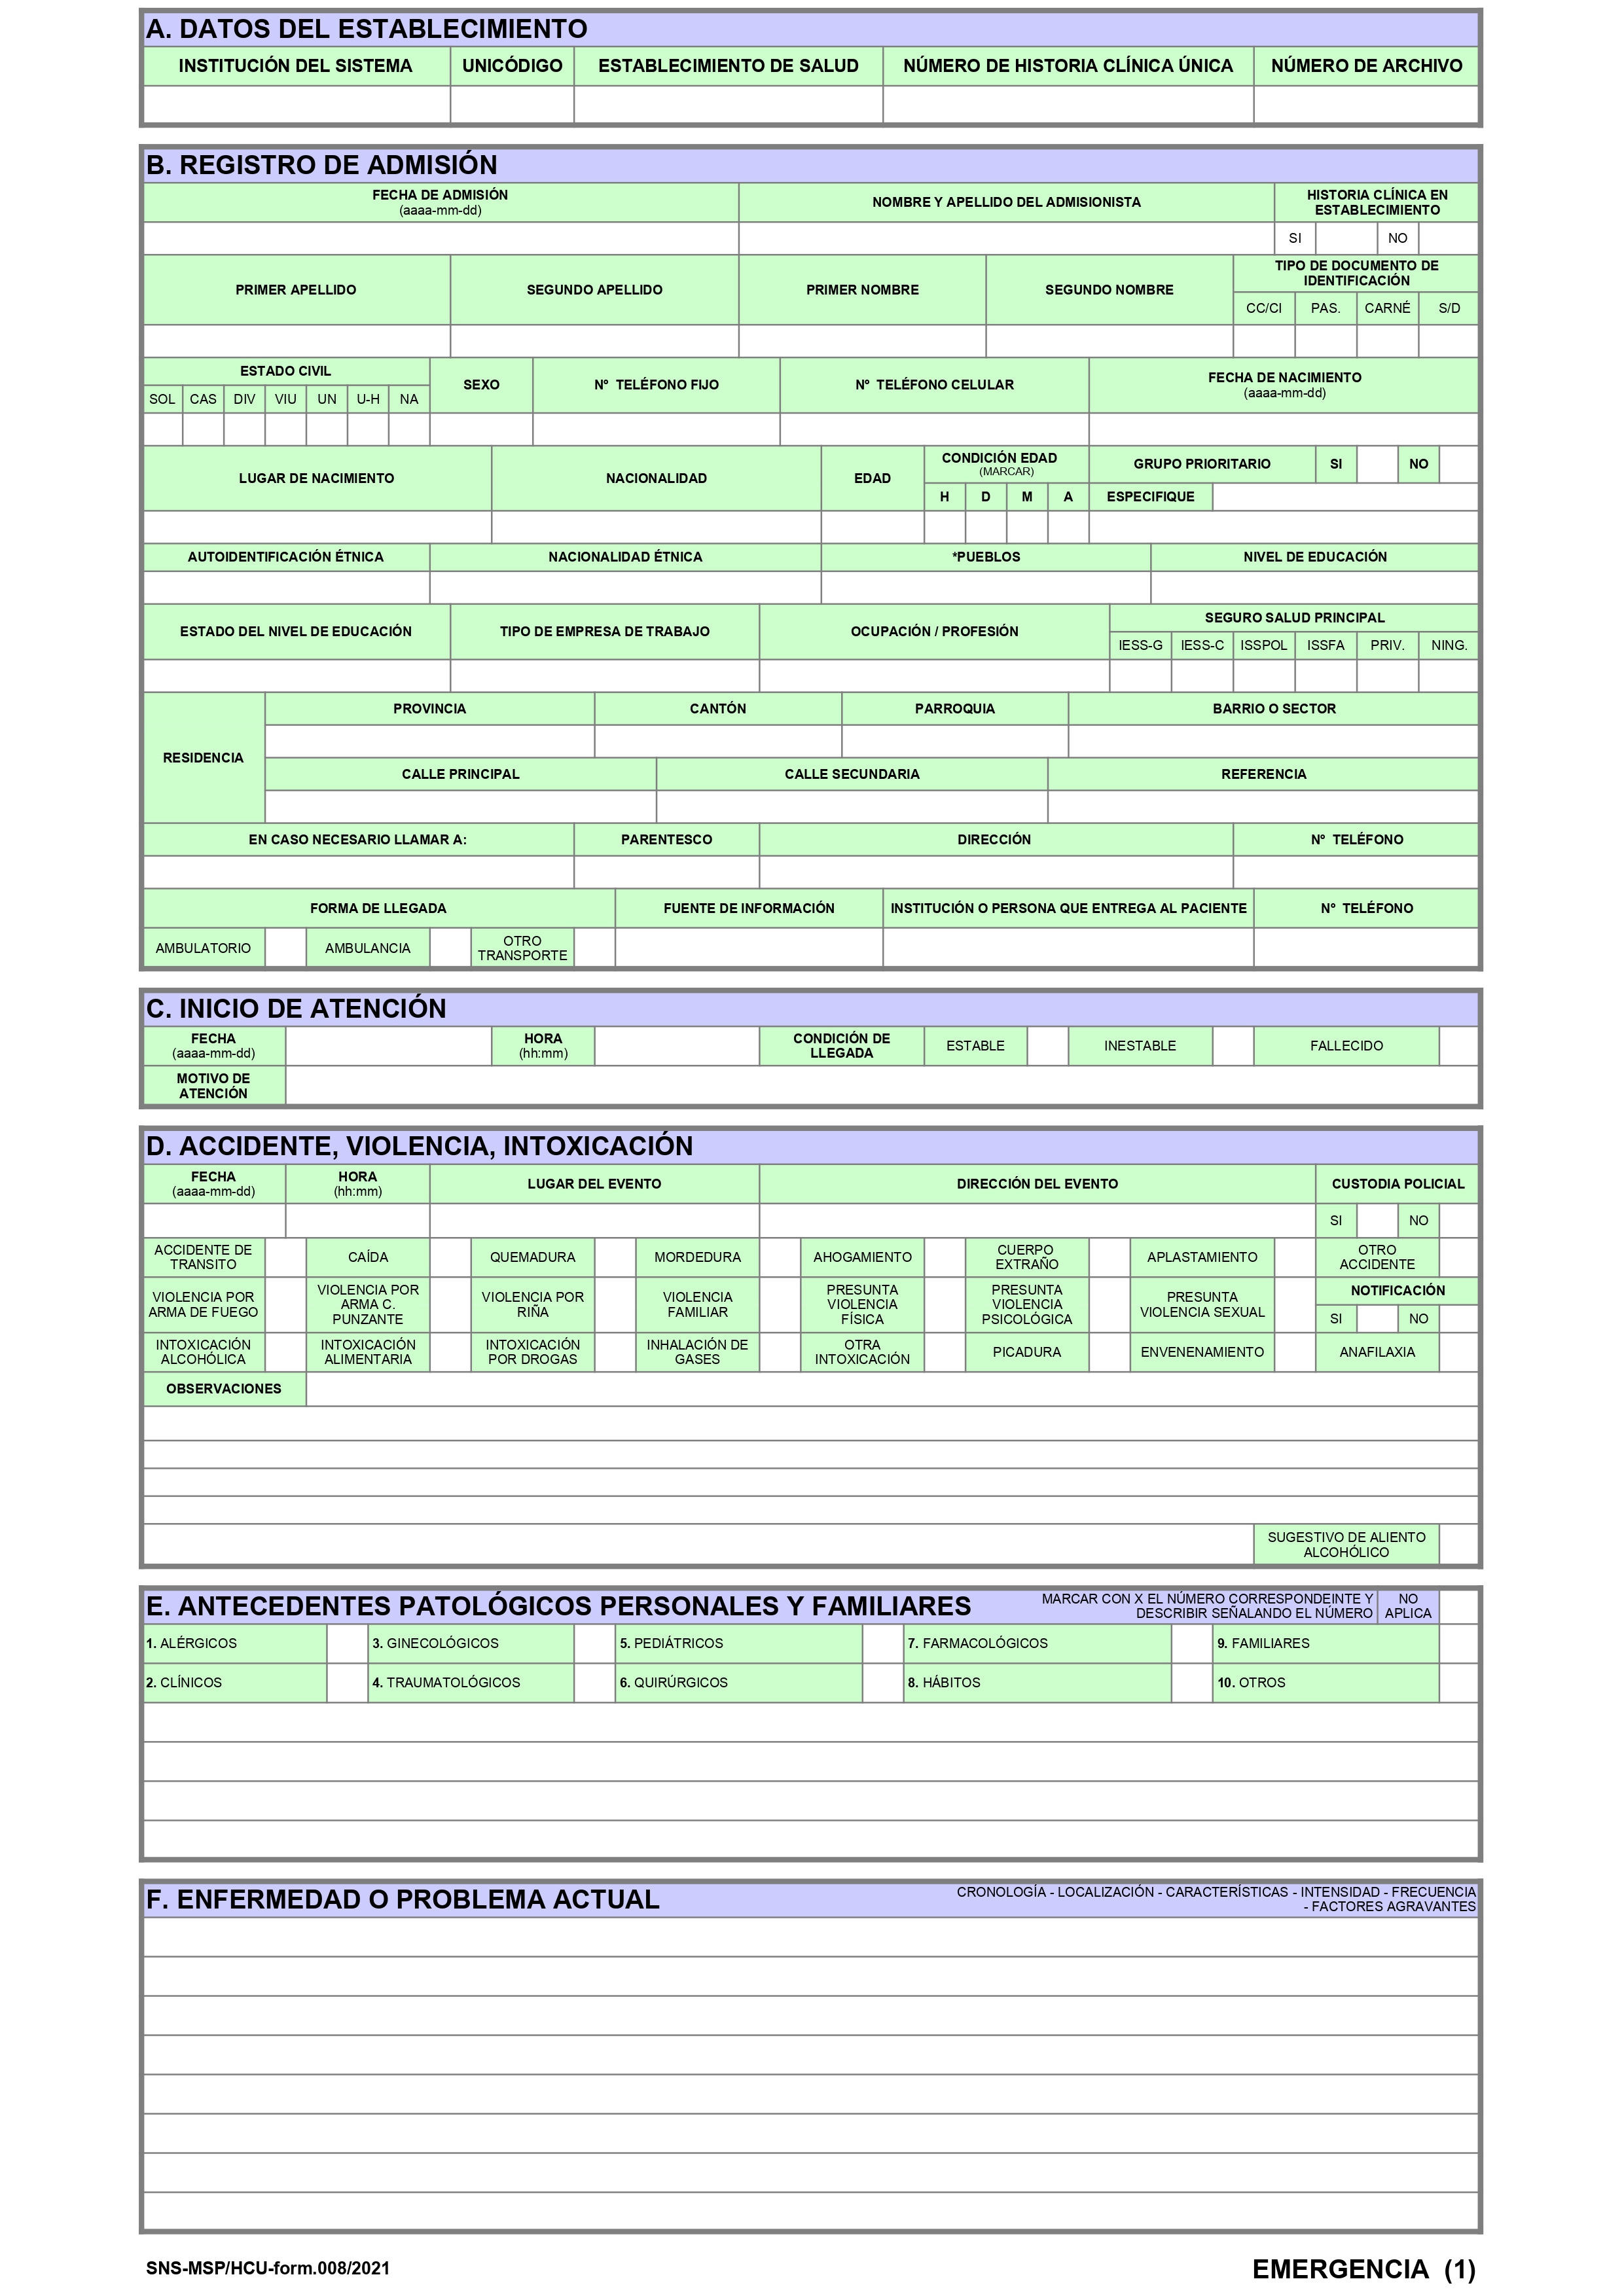 A. DATOS DEL ESTABLECIMIENTO
INSTITUCIÓN DEL SISTEMA UNICÓDIGO ESTABLECIMIENTO DE SALUD NÚMERO DE HISTORIA CLÍNICA ÚNICA NÚMERO DE ARCHIVO
B. REGISTRO DE ADMISIÓN
FECHA DE ADMISIÓN
(aaaa-mm-dd)
NOMBRE Y APELLIDO DEL ADMISIONISTA
HISTORIA CLÍNICA EN
ESTABLECIMIENTO
SI NO
PRIMER APELLIDO SEGUNDO APELLIDO PRIMER NOMBRE SEGUNDO NOMBRE
TIPO DE DOCUMENTO DE
IDENTIFICACIÓN
CC/CI PAS. CARNÉ S/D
ESTADO CIVIL
SOL CAS DIV VIU UN U-H NA
SEXO Nº TELÉFONO FIJO Nº TELÉFONO CELULAR
FECHA DE NACIMIENTO
(aaaa-mm-dd)
LUGAR DE NACIMIENTO NACIONALIDAD EDAD
CONDICIÓN EDAD
(MARCAR)
H D M A
GRUPO PRIORITARIO SI NO
ESPECIFIQUE
AUTOIDENTIFICACIÓN ÉTNICA NACIONALIDAD ÉTNICA *PUEBLOS NIVEL DE EDUCACIÓN
ESTADO DEL NIVEL DE EDUCACIÓN TIPO DE EMPRESA DE TRABAJO OCUPACIÓN / PROFESIÓN
SEGURO SALUD PRINCIPAL
IESS-G IESS-C ISSPOL ISSFA PRIV. NING.
RESIDENCIA
PROVINCIA CANTÓN PARROQUIA BARRIO O SECTOR
CALLE PRINCIPAL CALLE SECUNDARIA REFERENCIA
EN CASO NECESARIO LLAMAR A: PARENTESCO DIRECCIÓN Nº TELÉFONO
FORMA DE LLEGADA FUENTE DE INFORMACIÓN INSTITUCIÓN O PERSONA QUE ENTREGA AL PACIENTE Nº TELÉFONO
AMBULATORIO AMBULANCIA
OTRO
TRANSPORTE
C. INICIO DE ATENCIÓN
FECHA
(aaaa-mm-dd)
HORA
(hh:mm)
CONDICIÓN DE
LLEGADA
ESTABLE INESTABLE FALLECIDO
MOTIVO DE
ATENCIÓN
D. ACCIDENTE, VIOLENCIA, INTOXICACIÓN
FECHA
(aaaa-mm-dd)
HORA
(hh:mm)
LUGAR DEL EVENTO DIRECCIÓN DEL EVENTO CUSTODIA POLICIAL
SI NO
ACCIDENTE DE
TRANSITO
CAÍDA QUEMADURA MORDEDURA AHOGAMIENTO
CUERPO
EXTRAÑO
APLASTAMIENTO
OTRO
ACCIDENTE
VIOLENCIA POR
ARMA DE FUEGO
VIOLENCIA POR
ARMA C.
PUNZANTE
VIOLENCIA POR
RIÑA
VIOLENCIA
FAMILIAR
PRESUNTA
VIOLENCIA
FÍSICA
PRESUNTA
VIOLENCIA
PSICOLÓGICA
PRESUNTA
VIOLENCIA SEXUAL
NOTIFICACIÓN
SI NO
INTOXICACIÓN
ALCOHÓLICA
INTOXICACIÓN
ALIMENTARIA
INTOXICACIÓN
POR DROGAS
INHALACIÓN DE
GASES
OTRA
INTOXICACIÓN
PICADURA ENVENENAMIENTO ANAFILAXIA
OBSERVACIONES
SUGESTIVO DE ALIENTO
ALCOHÓLICO
E. ANTECEDENTES PATOLÓGICOS PERSONALES Y FAMILIARES
MARCAR CON X EL NÚMERO CORRESPONDEINTE Y
DESCRIBIR SEÑALANDO EL NÚMERO
NO
APLICA
1. ALÉRGICOS 3. GINECOLÓGICOS 5. PEDIÁTRICOS 7. FARMACOLÓGICOS 9. FAMILIARES
2. CLÍNICOS 4. TRAUMATOLÓGICOS 6. QUIRÚRGICOS 8. HÁBITOS 10. OTROS
F. ENFERMEDAD O PROBLEMA ACTUAL
CRONOLOGÍA - LOCALIZACIÓN - CARACTERÍSTICAS - INTENSIDAD - FRECUENCIA
- FACTORES AGRAVANTES
SNS-MSP/HCU-form.008/2021 EMERGENCIA (1)